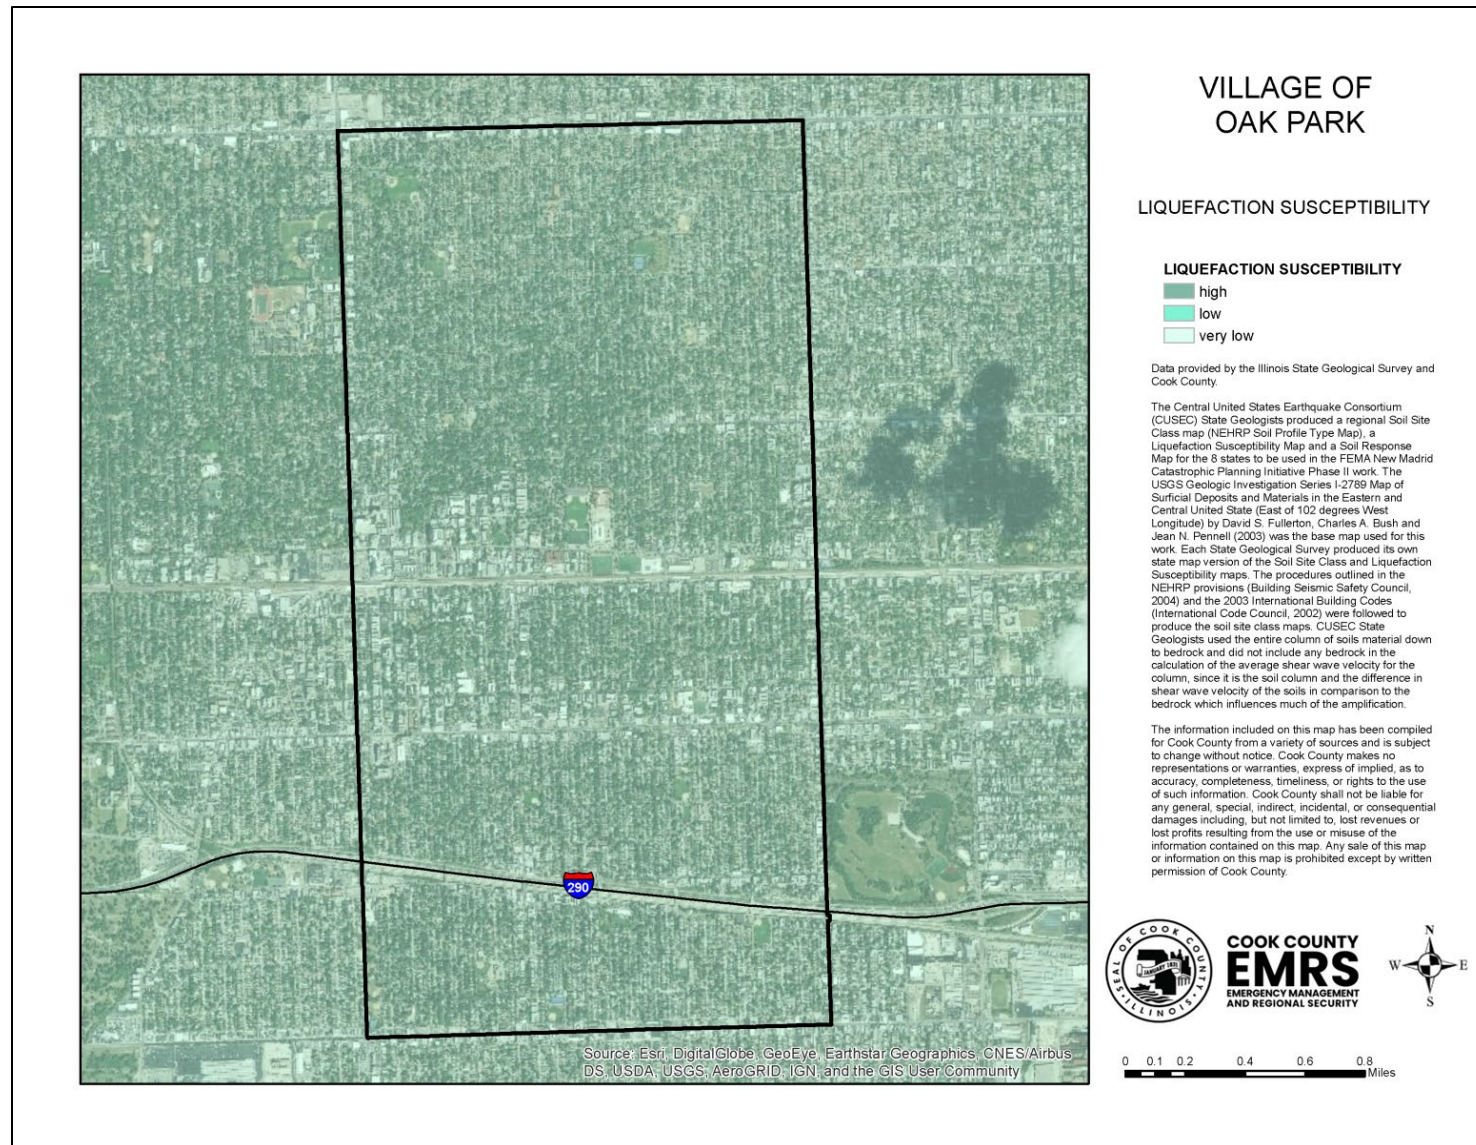 VILLAGE OF
OAK PARK
LIQUEFACTION SUSCEPTIBILITY
LIQUEFACTION SUSCEPTIBILITY
high
low
very low
Data provided by the Illinois State Geological Survey and
Cook County.
The Central United States Earthquake Consortium
(CUSEC) State Geologists produced a regional Soil Site
Class map (NEHRP Soil Profile Type Map), a
Liquefaction Susceptibility Map and a Soil Response
Map for the 8 states to be used in the FEMA New Madrid
Catastrophic Planning Initiative Phase II work. The
USGS Geologic Investigation Series I-2789 Map of
Surficial Deposits and Materials in the Eastern and
Central United State (East of 102 degrees West
Longitude) by David S. Fullerton, Charles A. Bush and
Jean N. Pennell (2003) was the base map used for this
work. Each State Geological Survey produced its own
state map version of the Soil Site Class and Liquefaction
Susceptibility maps. The procedures outlined in the
NEHRP provisions (Building Seismic Safety Council,
2004) and the 2003 International Building Codes
(International Code Council, 2002) were followed to
produce the soil site class maps. CUSEC State
Geologists used the entire column of soils material down
to bedrock and did not include any bedrock in the
calculation of the average shear wave velocity for the
column, since it is the soil column and the difference in
shear wave velocity of the soils in comparison to the
bedrock which influences much of the amplification.
The information included on this map has been compiled
for Cook County from a variety of sources and is subject
to change without notice. Cook County makes no
representations or warranties, express of implied, as to
accuracy, completeness, timeliness, or rights to the use
of such information. Cook County shall not be liable for
any general, special, indirect, incidental, or consequential
damages including, but not limited to, lost revenues or
lost profits resulting from the use or misuse of the
information contained on this map. Any sale of this map
or information on this map is prohibited except by written
permission of Cook County.
290
SEAL OF COOK COUNTY
JANUARY 1831
ILLINOIS
COOK COUNTY
EMRS
EMERGENCY MANAGEMENT
AND REGIONAL SECURITY
N
W E
S
Source: Esri, DigitalGlobe, GeoEye, Earthstar Geographics, CNES/Airbus
DS, USDA, USGS, AeroGRID, IGN, and the GIS User Community
0 0.1 0.2 0.4 0.6 0.8
Miles